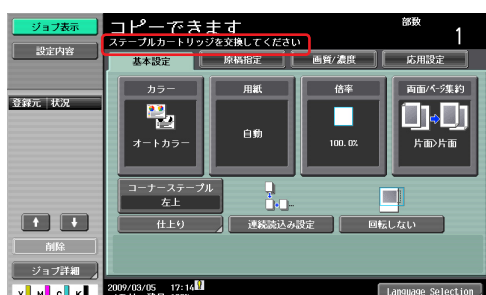 ジョブ表示
コピーできます
部数
1
ステープルカートリッジを交換してください
設定内容
基本設定
原稿指定
画質/濃度
応用設定
登録元
状況
カラー
用紙
倍率
両面/ページ集約
オートカラー
自動
100.0%
片面>片面
コーナーステープル
左上
仕上り
連続読込み設定
回転しない
削除
ジョブ詳細
2009/03/05 17:14
Language Selection
Y M C K